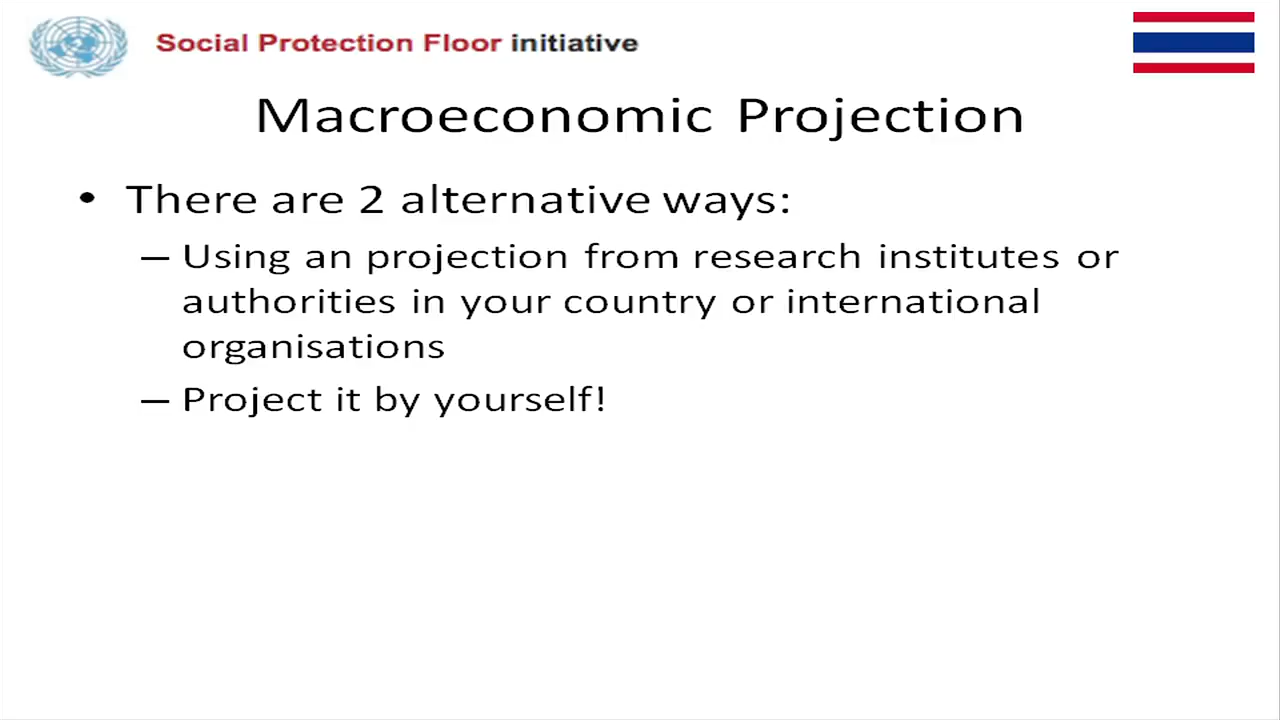 Social Protection Floor initiative
Macroeconomic Projection
• There are 2 alternative ways:
– Using an projection from research institutes or
authorities in your country or international
organisations
– Project it by yourself!